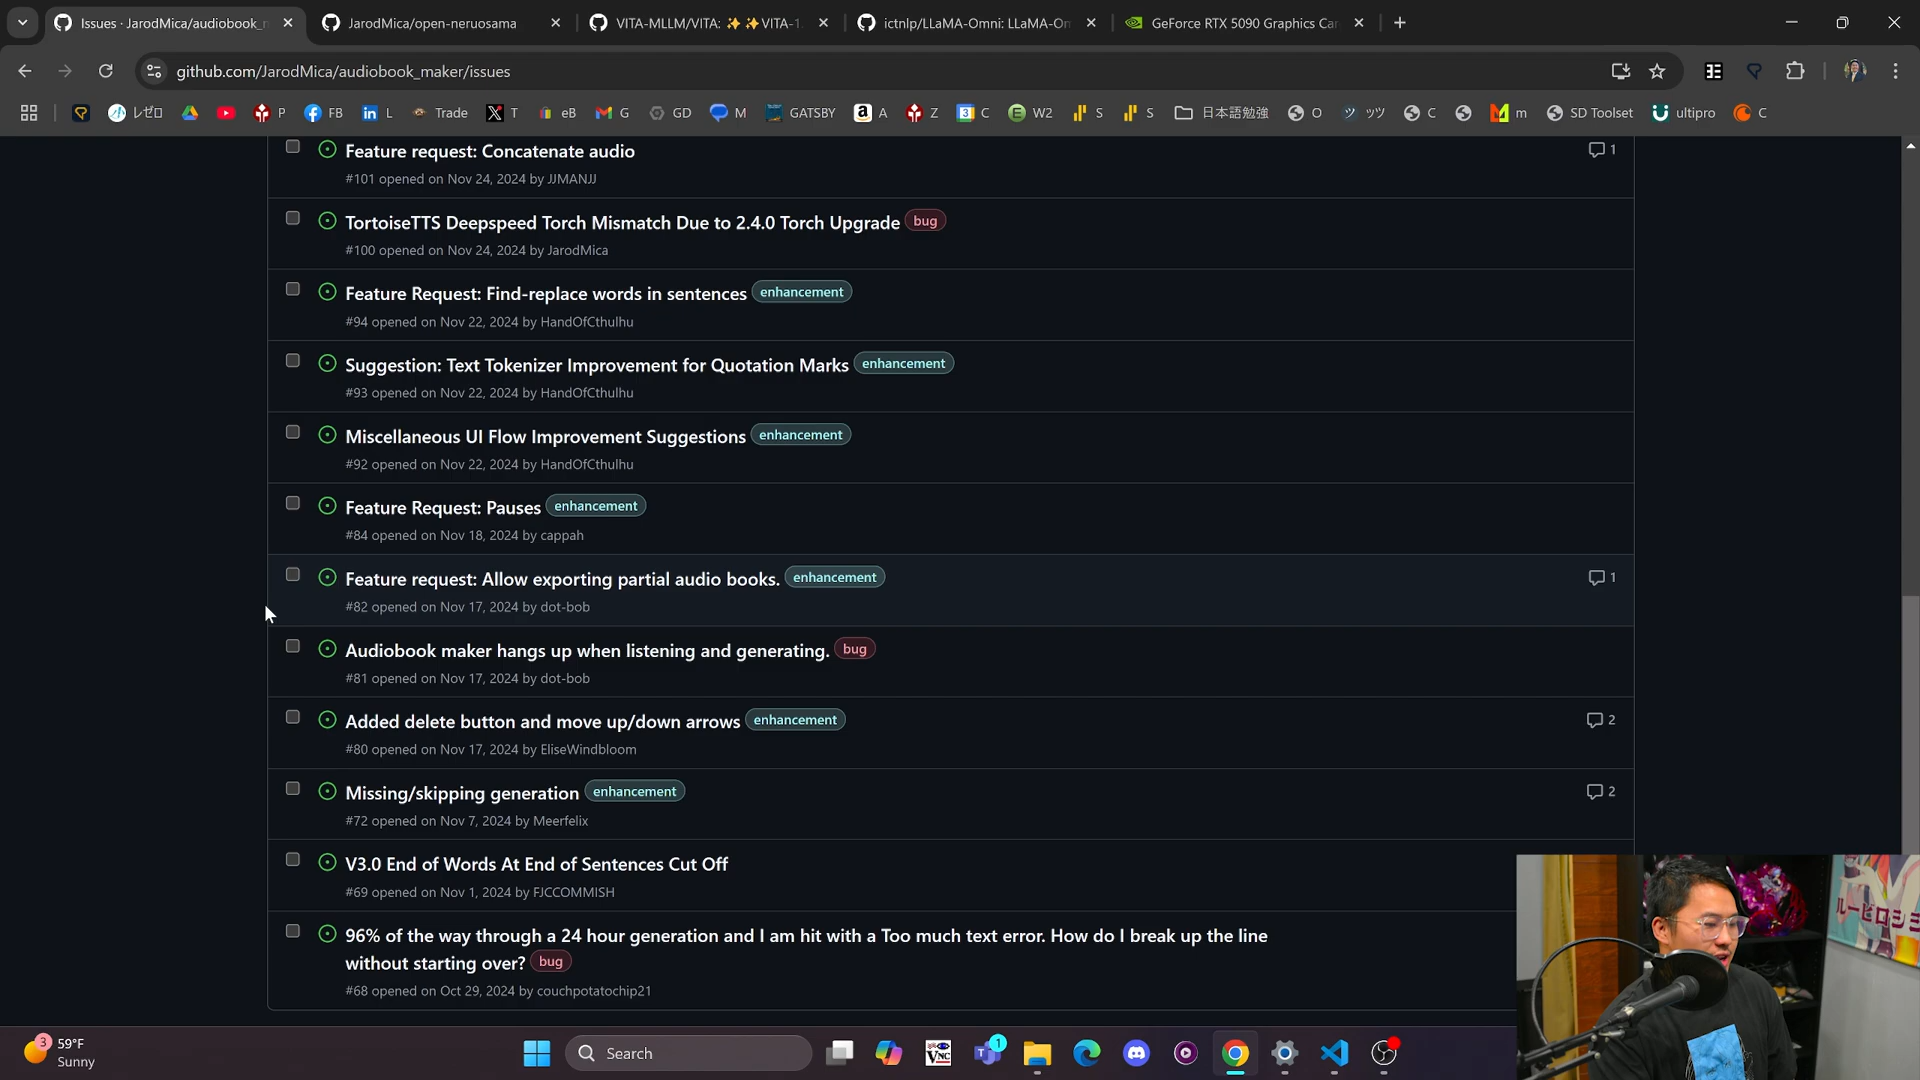 Issues · JarodMica/audiobook_
JarodMica/open-neruosama
VITA-MLLM/VITA: ✨✨VITA-1.
ictnlp/LLaMA-Omni: LLaMA-Om
GeForce RTX 5090 Graphics Car
github.com/JarodMica/audiobook_maker/issues
レゼロ P FB L Trade T eB G GD M GATSBY A Z C W2 S S 日本語勉強 O ッツ C m SD Toolset ultipro C
Feature request: Concatenate audio
1
#101 opened on Nov 24, 2024 by JJMANJJ
TortoiseTTS Deepspeed Torch Mismatch Due to 2.4.0 Torch Upgrade bug
#100 opened on Nov 24, 2024 by JarodMica
Feature Request: Find-replace words in sentences enhancement
#94 opened on Nov 22, 2024 by HandOfCthulhu
Suggestion: Text Tokenizer Improvement for Quotation Marks enhancement
#93 opened on Nov 22, 2024 by HandOfCthulhu
Miscellaneous UI Flow Improvement Suggestions enhancement
#92 opened on Nov 22, 2024 by HandOfCthulhu
Feature Request: Pauses enhancement
#84 opened on Nov 18, 2024 by cappah
Feature request: Allow exporting partial audio books. enhancement
1
#82 opened on Nov 17, 2024 by dot-bob
Audiobook maker hangs up when listening and generating. bug
#81 opened on Nov 17, 2024 by dot-bob
Added delete button and move up/down arrows enhancement
2
#80 opened on Nov 17, 2024 by EliseWindbloom
Missing/skipping generation enhancement
2
#72 opened on Nov 7, 2024 by Meerfelix
V3.0 End of Words At End of Sentences Cut Off
#69 opened on Nov 1, 2024 by FJCCOMMISH
96% of the way through a 24 hour generation and I am hit with a Too much text error. How do I break up the line
without starting over? bug
#68 opened on Oct 29, 2024 by couchpotatochip21
3
59°F
Sunny
Search
VNC
1